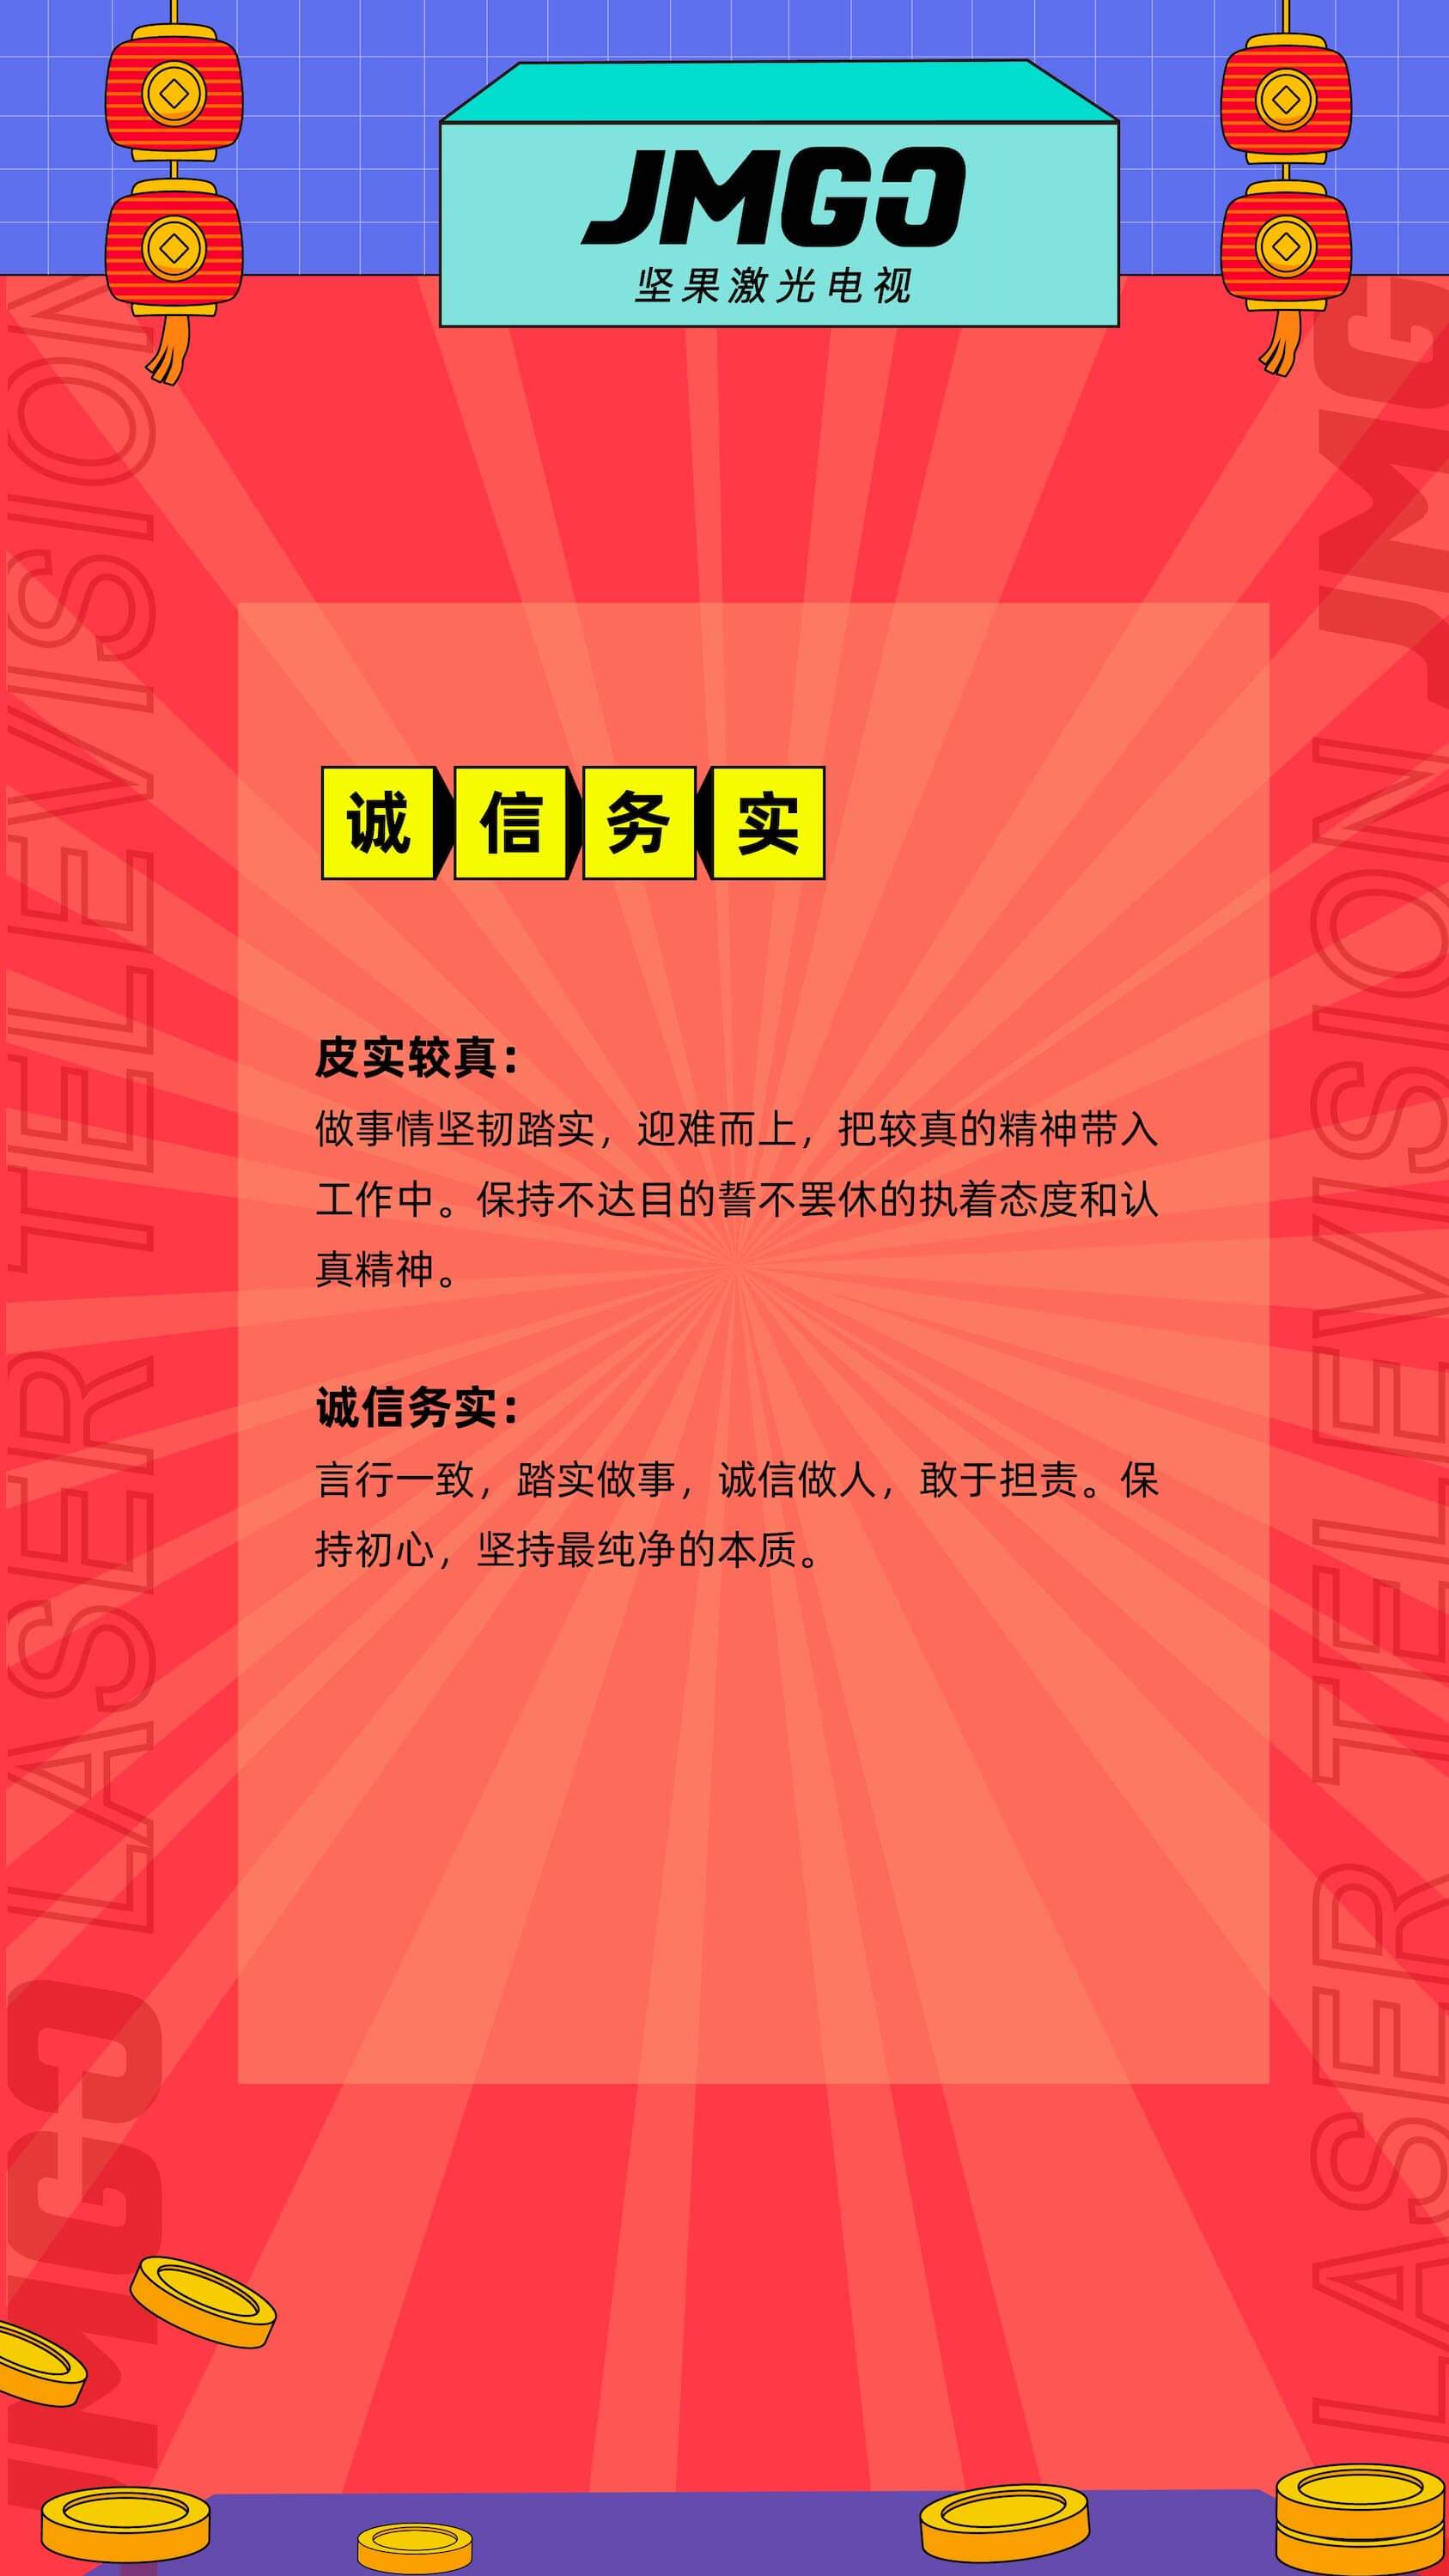 JMGO
坚果激光电视
诚信务实
皮实较真：
做事情坚韧踏实，迎难而上，把较真的精神带入
工作中。保持不达目的誓不罢休的执着态度和认
真精神。
诚信务实：
言行一致，踏实做事，诚信做人，敢于担责。保
持初心，坚持最纯净的本质。
JMGO LASER TELEVISION
LASER TELEVISION JMG